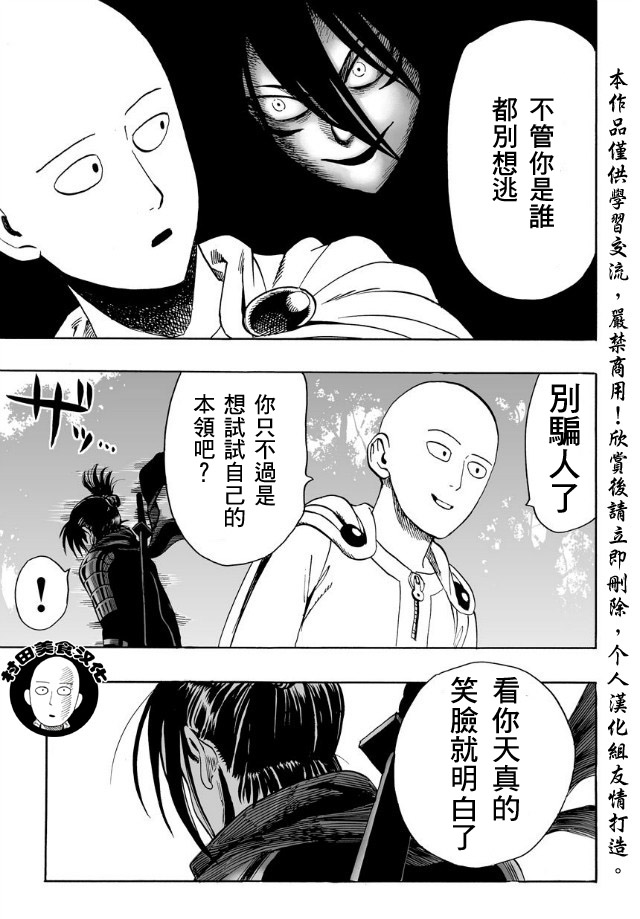 不管你是誰
都別想逃
別騙人了
你只不過是
想試試自己的
本領吧？
ザッ…
！
看你天真的
笑臉就明白了
村田美食汉化
本作品僅供學習交流，嚴禁商用！欣賞後請立即刪除，个人漢化組友情打造。